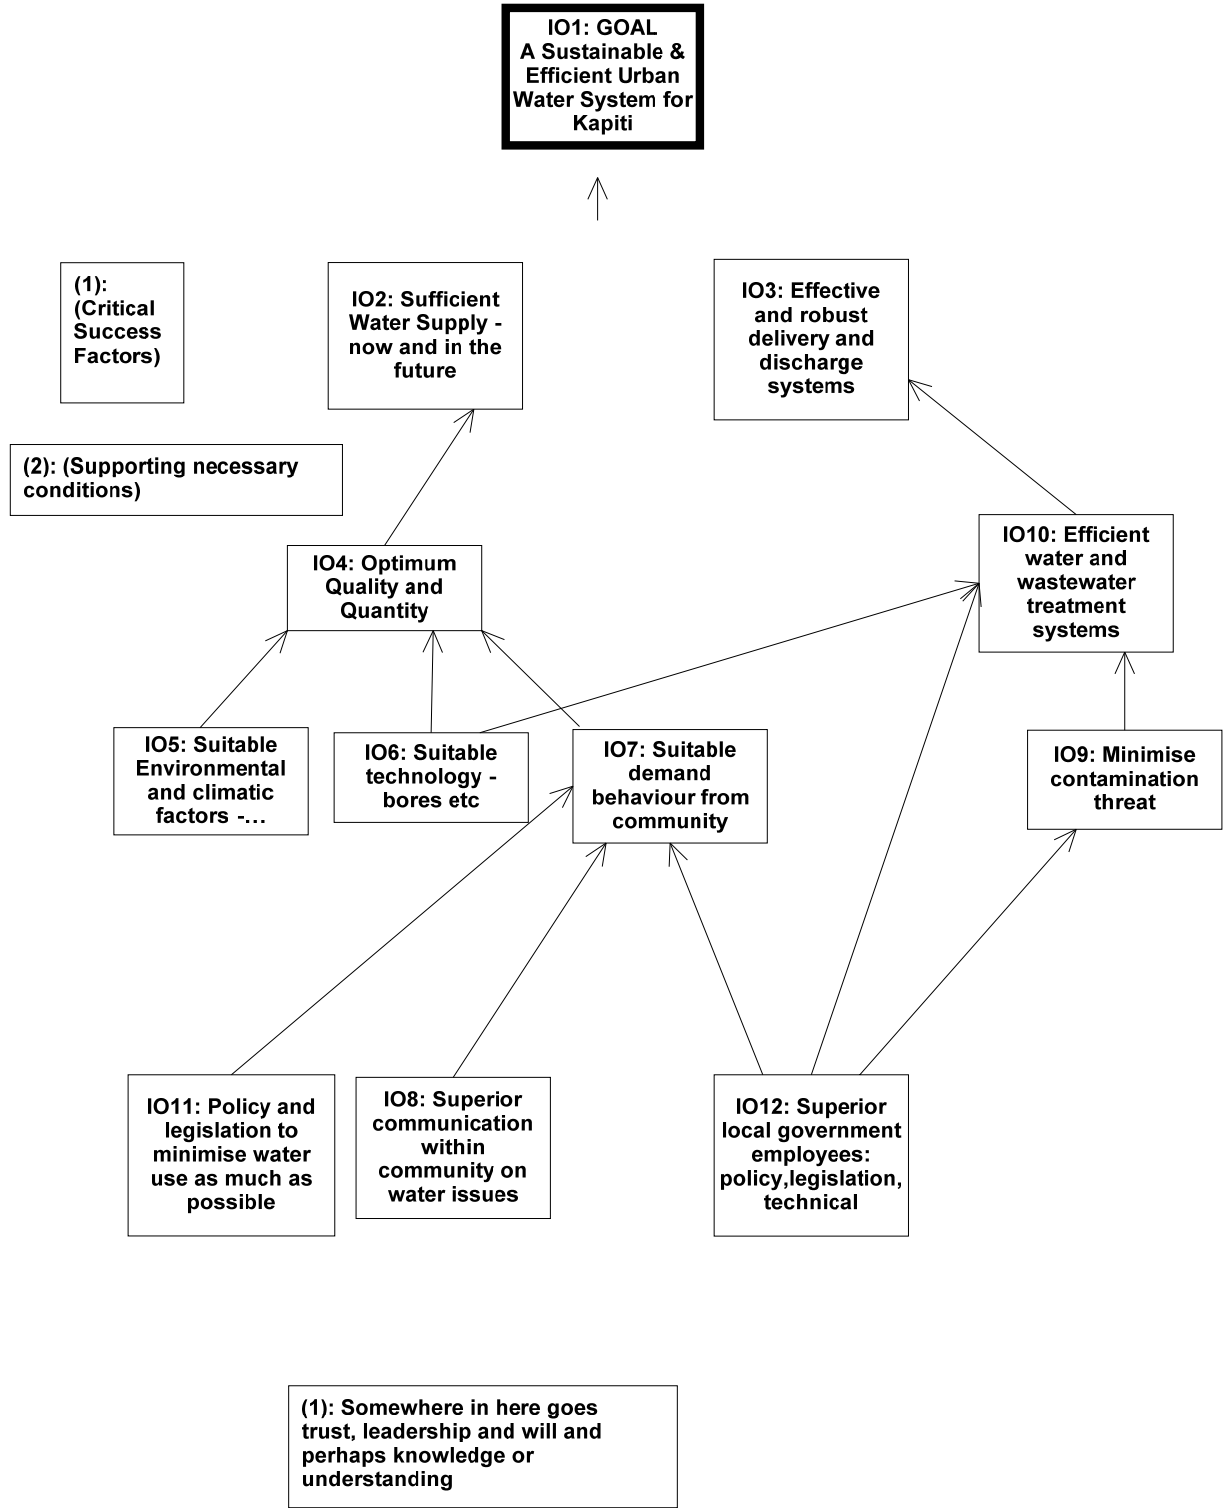 IO1: GOAL
A Sustainable &
Efficient Urban
Water System for
Kapiti
(1):
(Critical
Success
Factors)
IO2: Sufficient
Water Supply -
now and in the
future
IO3: Effective
and robust
delivery and
discharge
systems
(2): (Supporting necessary
conditions)
IO4: Optimum
Quality and
Quantity
IO10: Efficient
water and
wastewater
treatment
systems
IO5: Suitable
Environmental
and climatic
factors -...
IO6: Suitable
technology -
bores etc
IO7: Suitable
demand
behaviour from
community
IO9: Minimise
contamination
threat
IO11: Policy and
legislation to
minimise water
use as much as
possible
IO8: Superior
communication
within
community on
water issues
IO12: Superior
local government
employees:
policy,legislation,
technical
(1): Somewhere in here goes
trust, leadership and will and
perhaps knowledge or
understanding